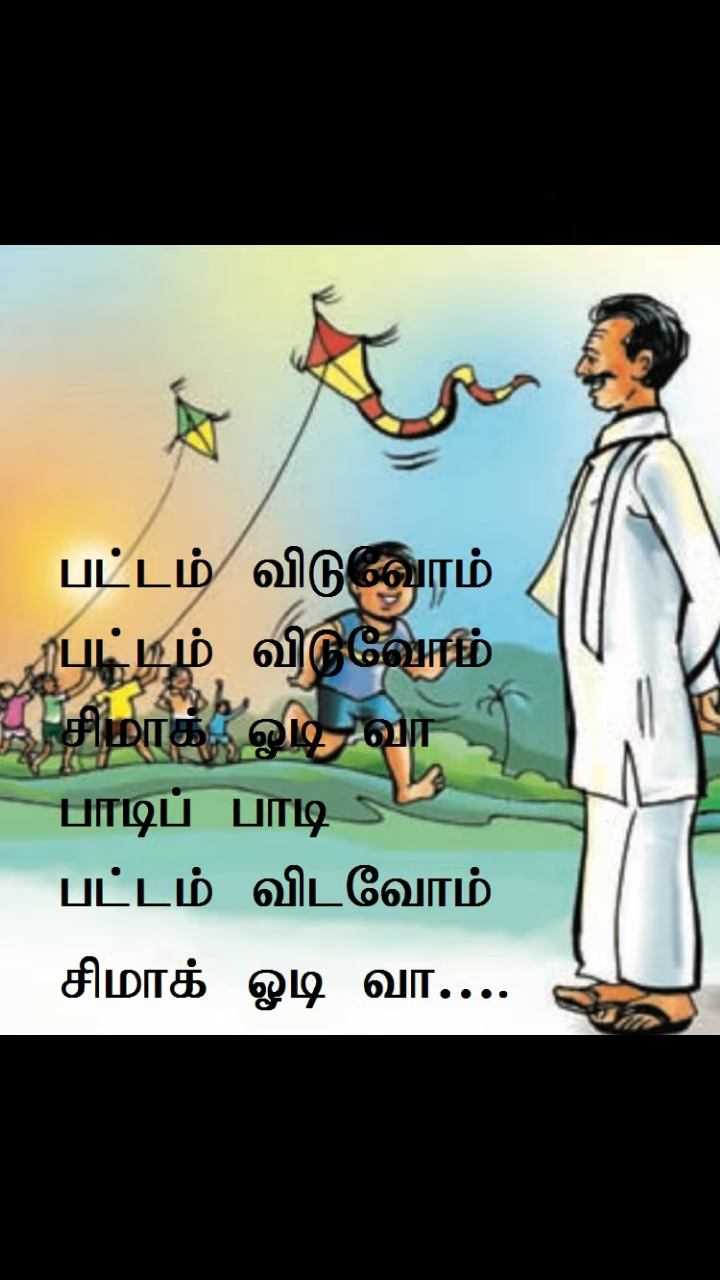 பட்டம் விடுவோம்
பட்டம் விடுவோம்
சிமாக் ஓடி வா
பாடிப் பாடி
பட்டம் விடவோம்
சிமாக் ஓடி வா....